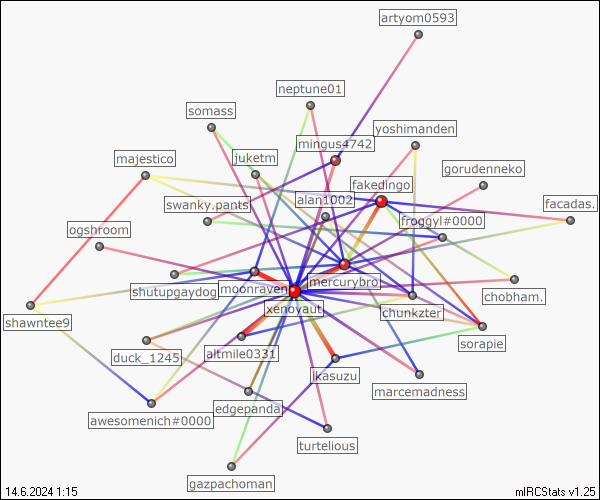 artyom0593
neptune01
somass
yoshimanden
mingus4742
majestico
juketm
gorudenneko
fakedingo
alan1002
swanky.pants
facadas.
froggyl#0000
ogshroom
mercurybro
shutupgaydog
moonraven
chobham.
xenoyaut
chunkzter
shawntee9
sorapie
altmile0331
duck_1245
ikasuzu
marcemadness
edgepanda
awesomenich#0000
turtelious
gazpachoman
14.6.2024 1:15
mIRCStats v1.25